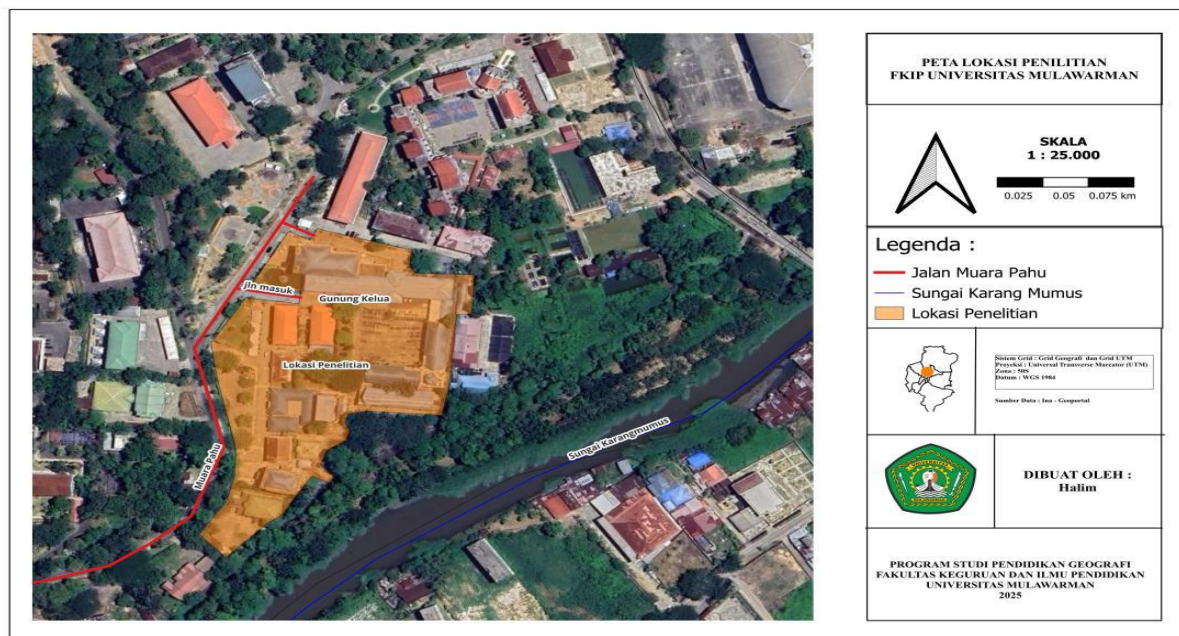 PETA LOKASI PENILITIAN
FKIP UNIVERSITAS MULAWARMAN
SKALA
1 : 25.000
0.025 0.05 0.075 km
Legenda :
Jalan Muara Pahu
Sungai Karang Mumus
Lokasi Penelitian
Sistem Grid : Grid Geografi dan Grid UTM
Proyeksi : Universal Transverse Marcator (UTM)
Zona : 50S
Datum : WGS 1984
Sumber Data : Ina - Geoportal
DIBUAT OLEH :
Halim
PROGRAM STUDI PENDIDIKAN GEOGRAFI
FAKULTAS KEGURUAN DAN ILMU PENDIDIKAN
UNIVERSITAS MULAWARMAN
2025
jln masuk
Gunung Kelua
Lokasi Penelitian
Muara Pahu
Sungai Karangmumus